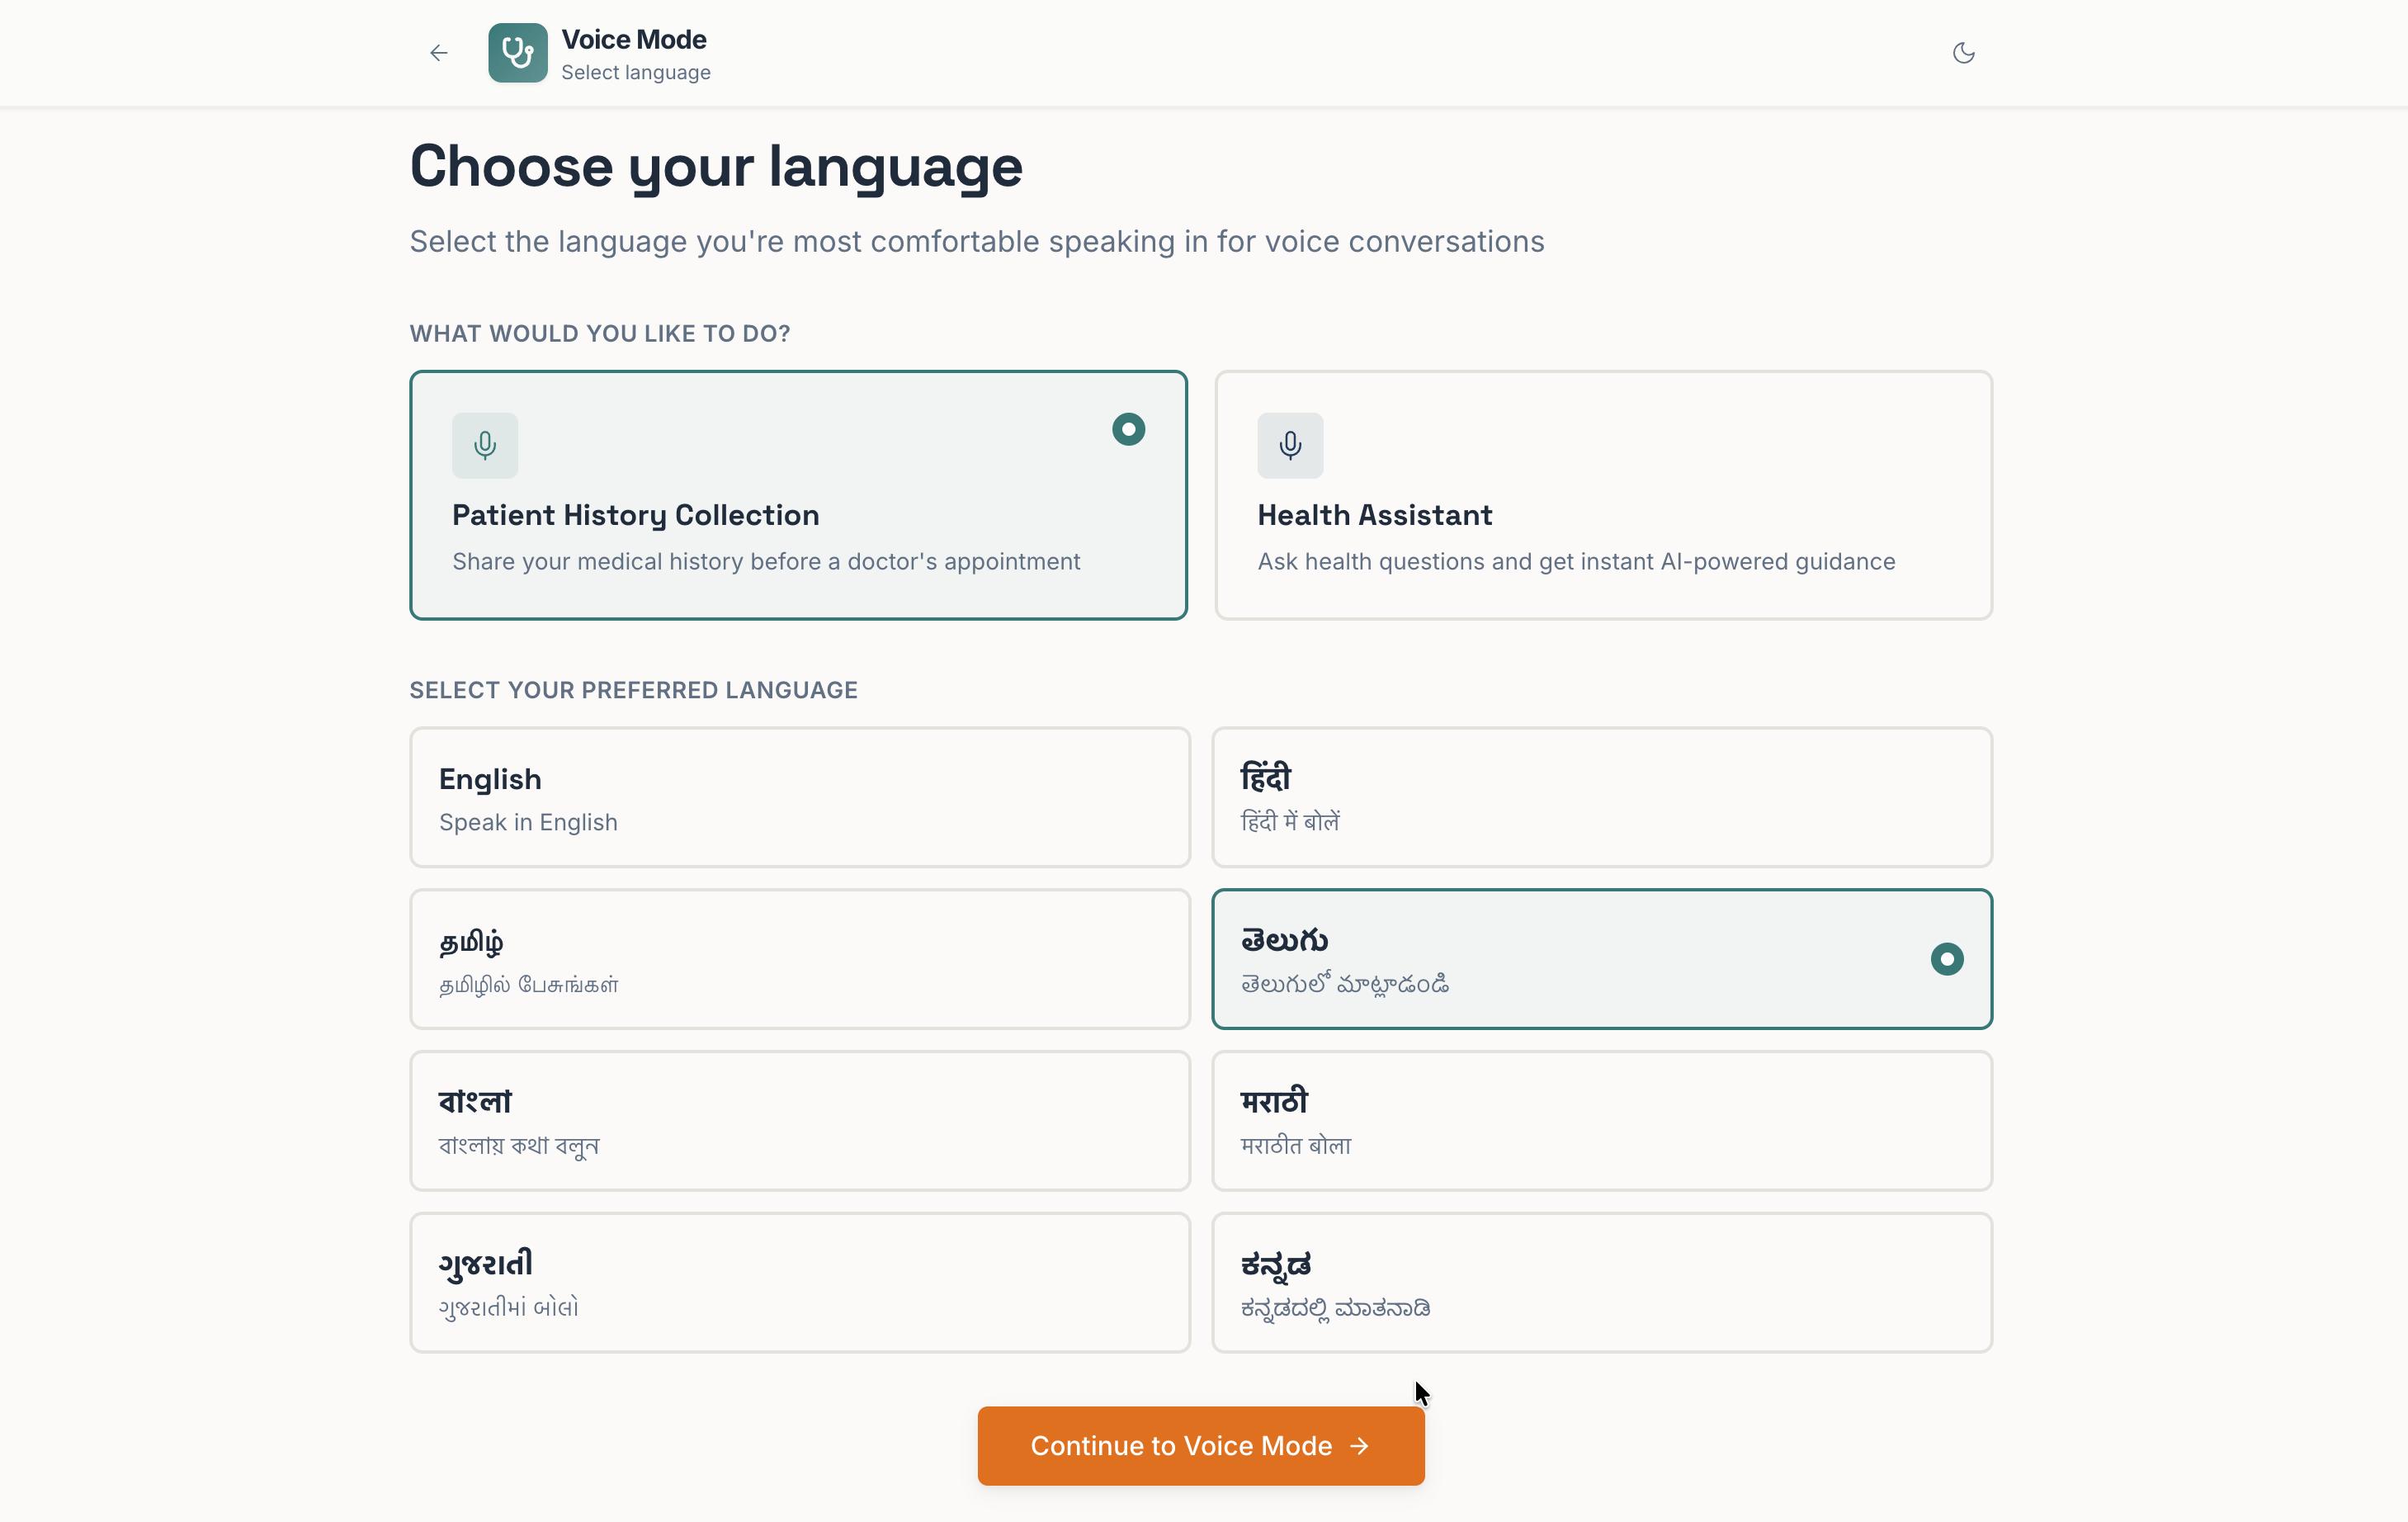 Voice Mode
Select language
Choose your language
Select the language you're most comfortable speaking in for voice conversations
WHAT WOULD YOU LIKE TO DO?
Patient History Collection
Share your medical history before a doctor's appointment
Health Assistant
Ask health questions and get instant AI-powered guidance
SELECT YOUR PREFERRED LANGUAGE
English
Speak in English
हिंदी
हिंदी में बोलें
தமிழ்
தமிழில் பேசுங்கள்
తెలుగు
తెలుగులో మాట్లాడండి
বাংলা
বাংলায় কথা বলুন
मराठी
मराठीत बोला
ગુજરાતી
ગુજરાતીમાં બોલો
ಕನ್ನಡ
ಕನ್ನಡದಲ್ಲಿ ಮಾತನಾಡಿ
Continue to Voice Mode →